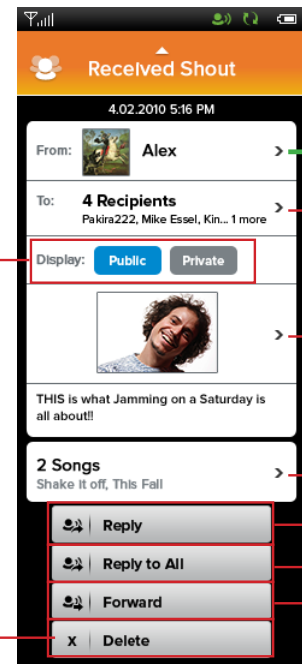 Received Shout
4.02.2010 5:16 PM
From: Alex >
To: 4 Recipients >
Pakira222, Mike Essel, Kin... 1 more
Display: Public Private
>
THIS is what Jamming on a Saturday is
all about!!
2 Songs >
Shake it off, This Fall
Reply
Reply to All
Forward
x Delete